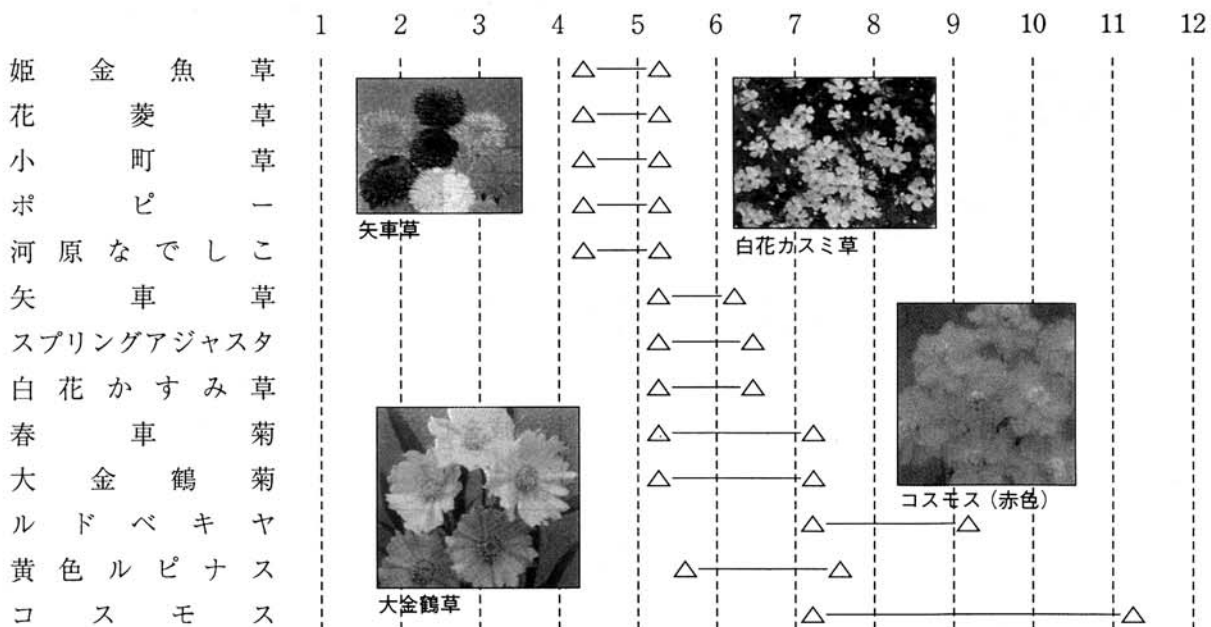 1 2 3 4 5 6 7 8 9 10 11 12
姫金魚草
花菱草
小町草
ポピー
矢車草
白花カスミ草
河原なでしこ
矢車草
スプリングアジャスタ
白花かすみ草
春車菊
大金鶴菊
コスモス(赤色)
ルドベキヤ
黄色ルピナス
大金鶴草
コスモス